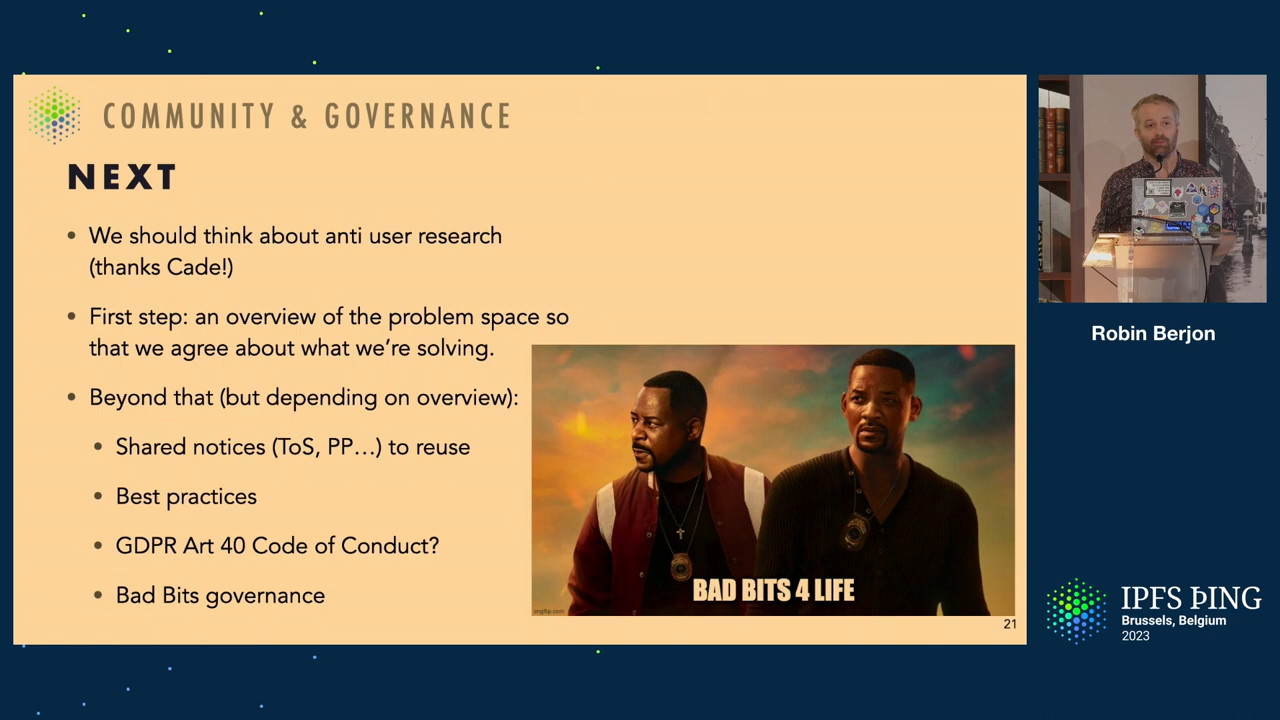 COMMUNITY & GOVERNANCE
NEXT
• We should think about anti user research
(thanks Cade!)
• First step: an overview of the problem space so
that we agree about what we’re solving.
• Beyond that (but depending on overview):
• Shared notices (ToS, PP…) to reuse
• Best practices
• GDPR Art 40 Code of Conduct?
• Bad Bits governance
BAD BITS 4 LIFE
imgflip.com
21
Robin Berjon
IPFS ÞING
Brussels, Belgium
2023